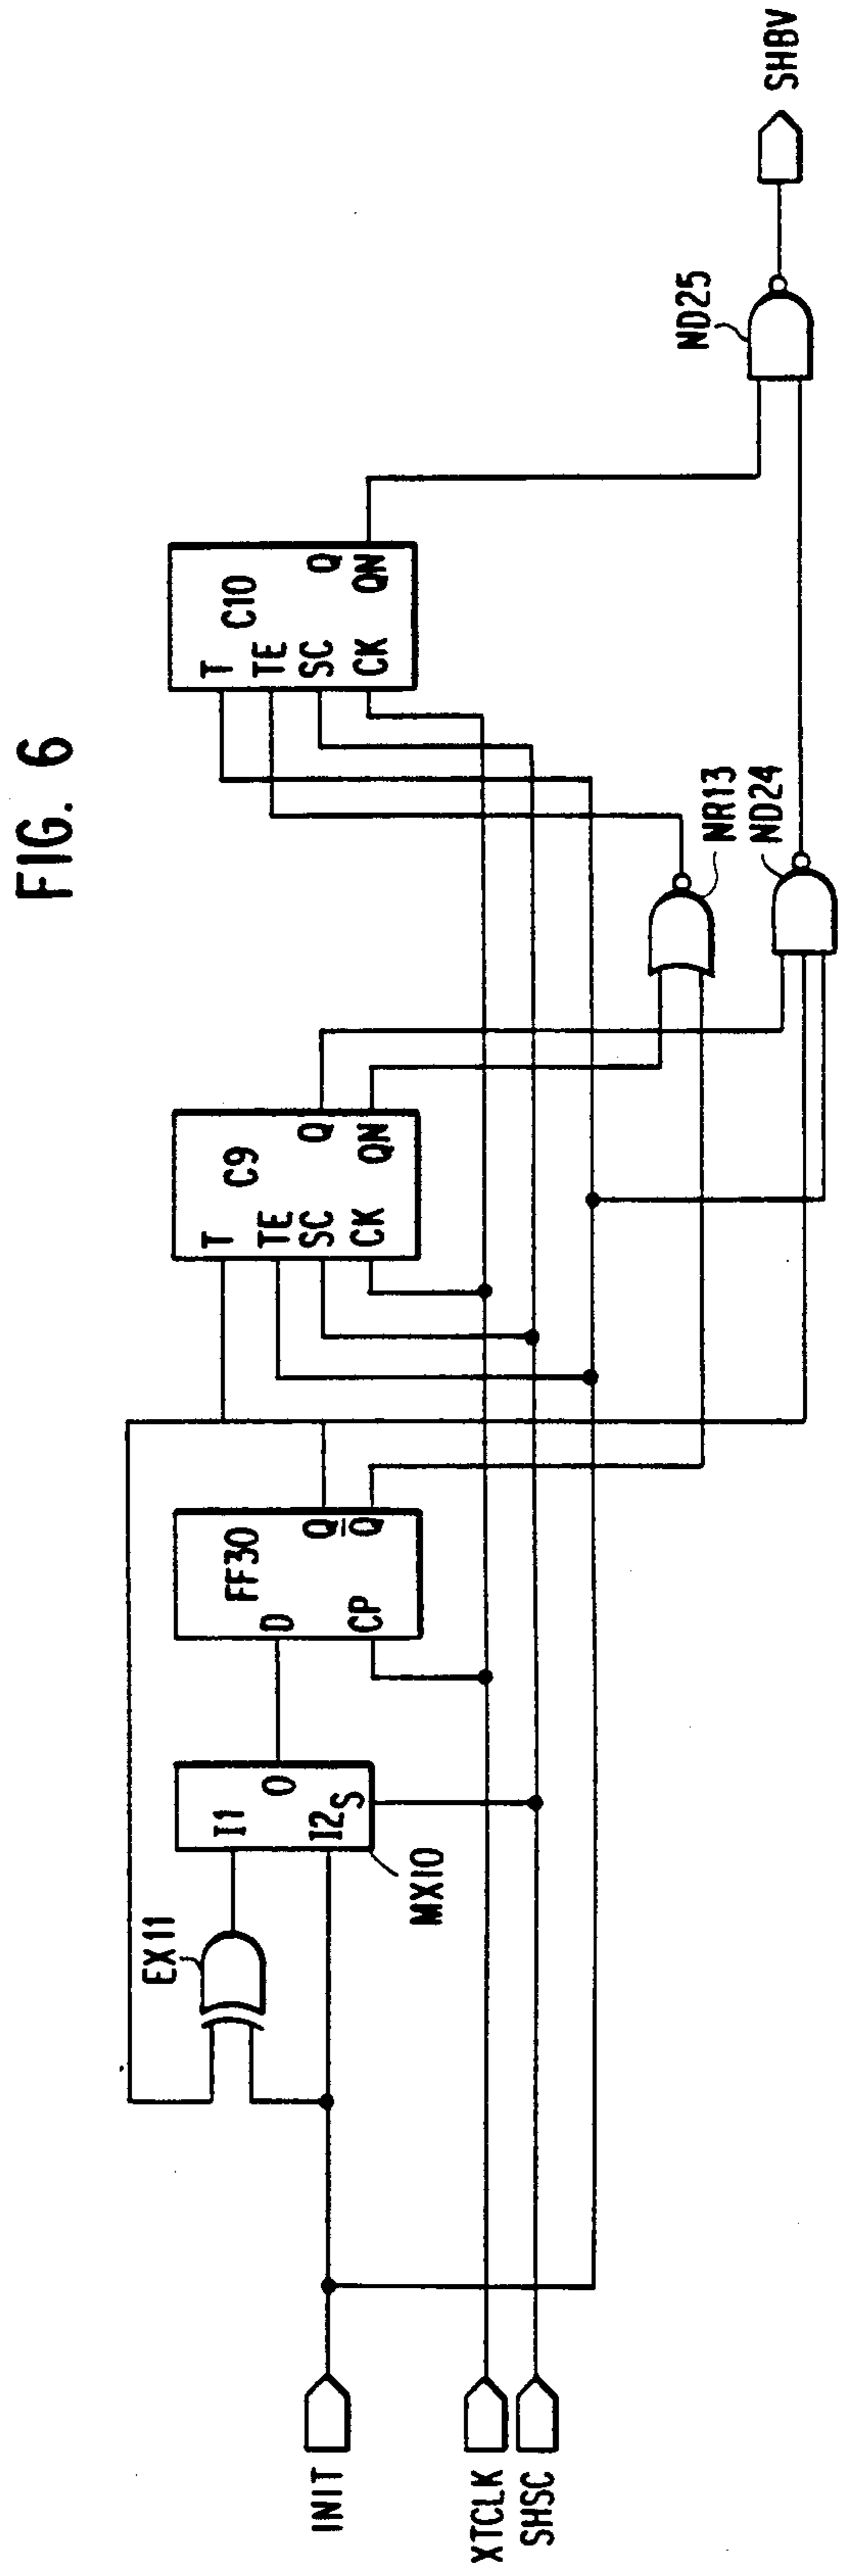 FIG. 6
INIT
XTCLK
SHSC
EX11
I1
I2
O
S
MX10
FF30
D
CP
Q
Q̅
C9
T
TE
SC
CK
Q
QN
C10
T
TE
SC
CK
Q
QN
NR13
ND24
ND25
SHBV